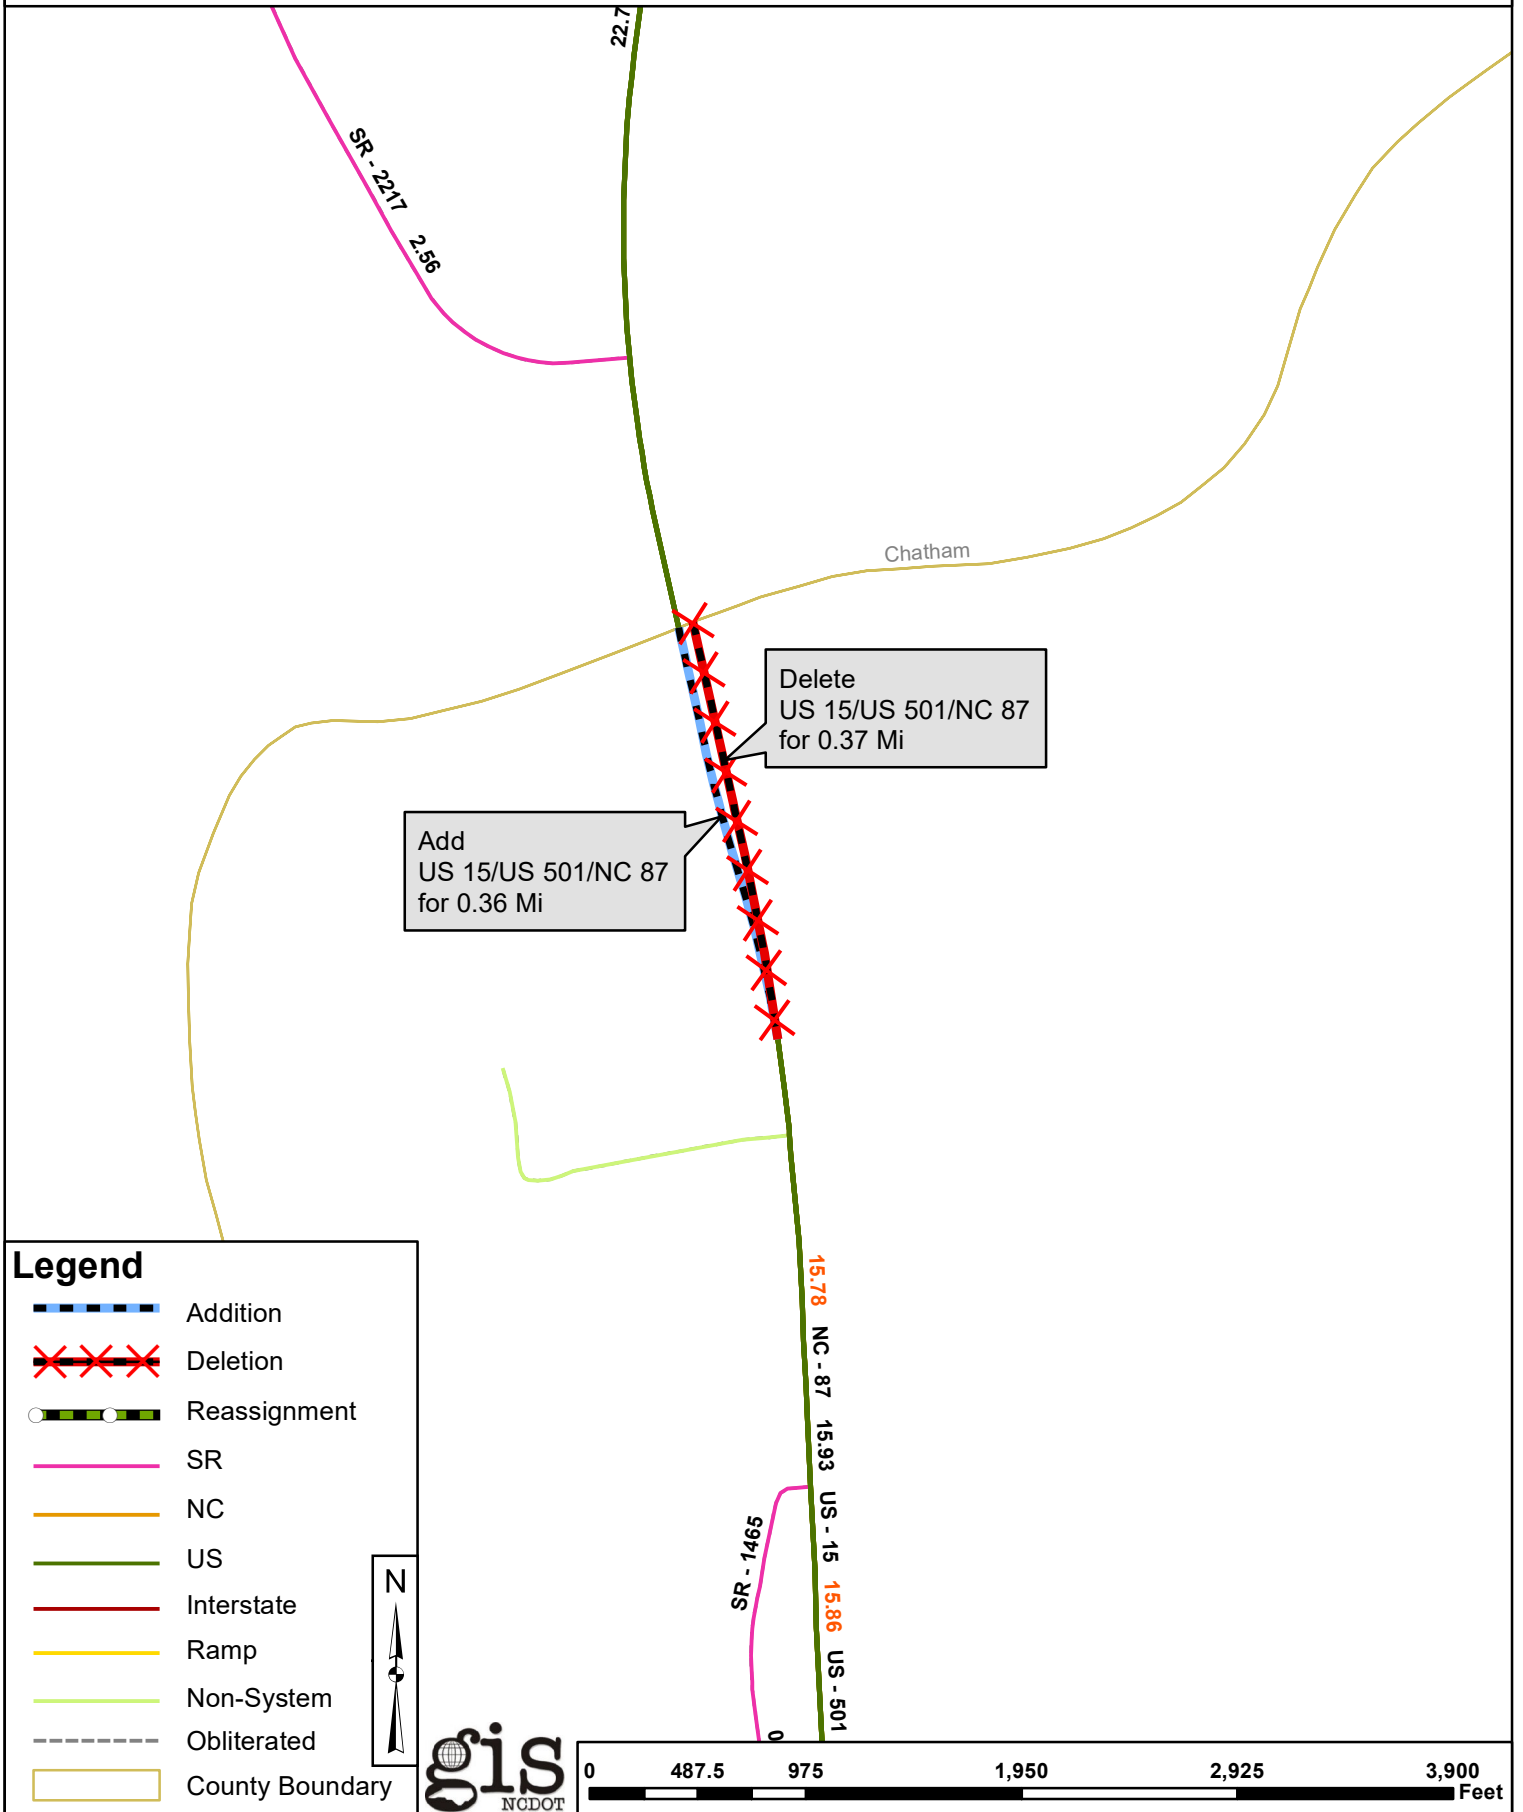 22.7
SR - 2217 2.56
Chatham
Delete
US 15/US 501/NC 87
for 0.37 Mi
Add
US 15/US 501/NC 87
for 0.36 Mi
15.78 NC - 87 15.93 US - 15 15.86 US - 501
SR - 1465
0
Legend
Addition
Deletion
Reassignment
SR
NC
US
Interstate
Ramp
Non-System
Obliterated
County Boundary
N
gis
NCDOT
0 487.5 975 1,950 2,925 3,900
Feet